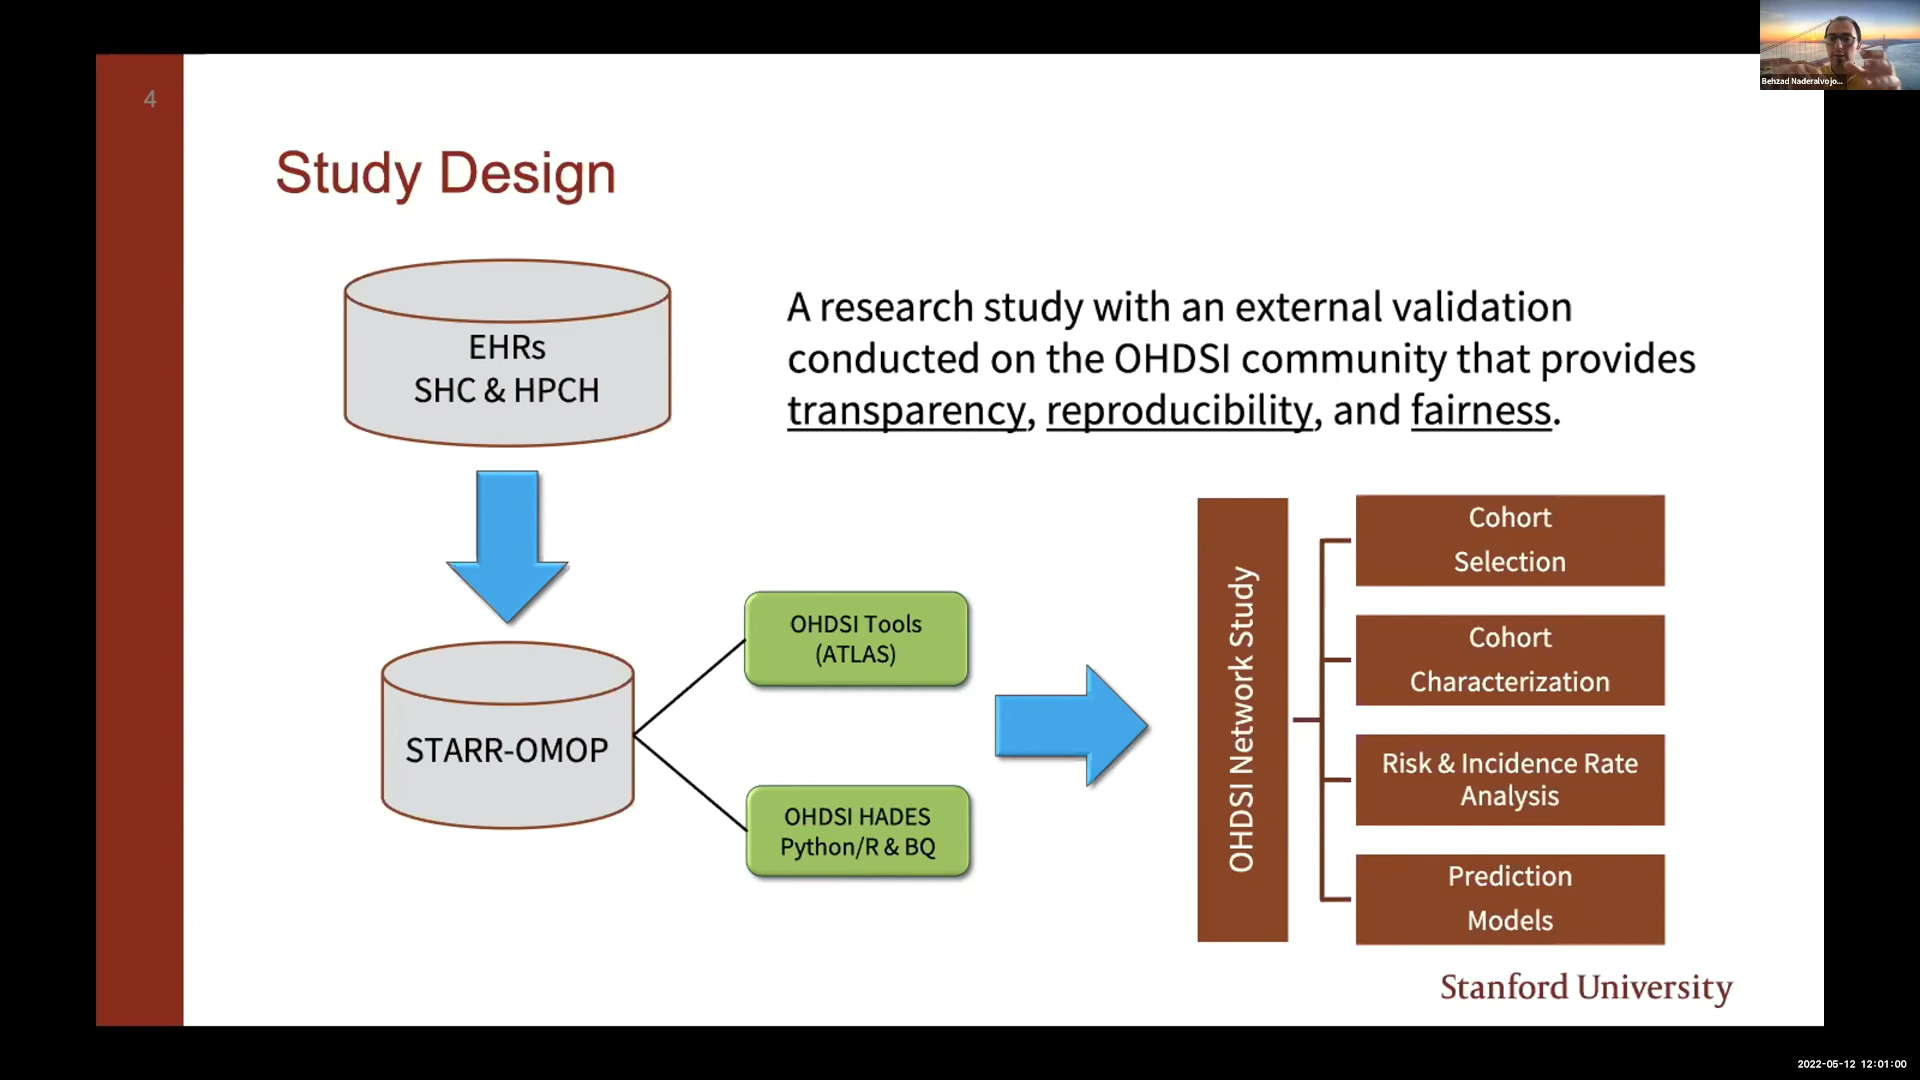 4
Study Design
EHRs
SHC & HPCH
A research study with an external validation
conducted on the OHDSI community that provides
transparency, reproducibility, and fairness.
STARR-OMOP
OHDSI Tools
(ATLAS)
OHDSI HADES
Python/R & BQ
OHDSI Network Study
Cohort
Selection
Cohort
Characterization
Risk & Incidence Rate
Analysis
Prediction
Models
Stanford University
Behzad Naderalvojo...
2022-05-12 12:01:00